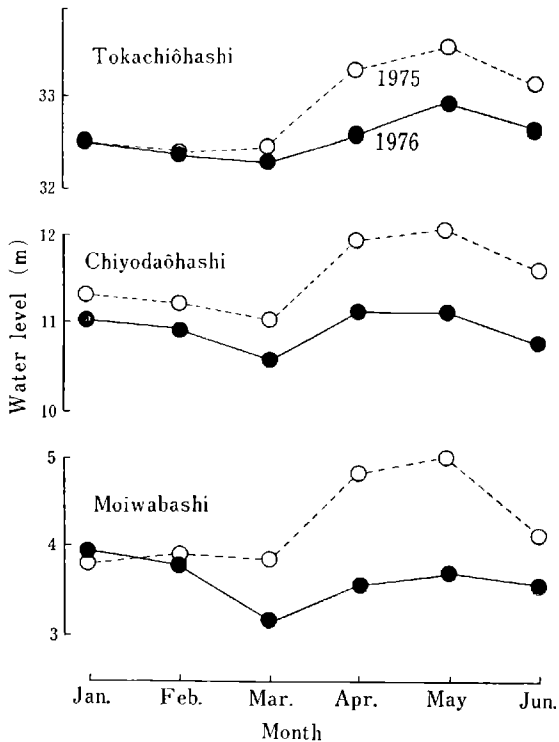 Tokachiôhashi
1975
33
1976
32
12
Chiyodaôhashi
11
10
Water level (m)
5
Moiwabashi
4
3
Jan. Feb. Mar. Apr. May Jun.
Month